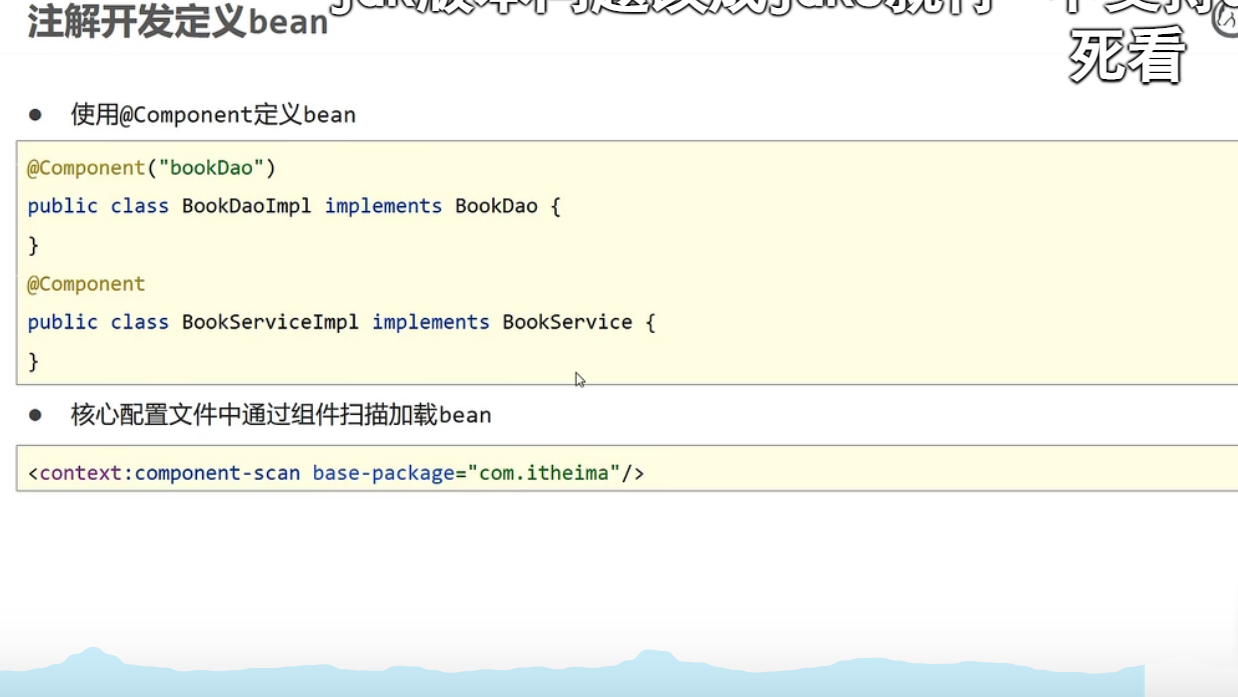 注解开发定义bean
死看
● 使用@Component定义bean
@Component("bookDao")
public class BookDaoImpl implements BookDao {
}
@Component
public class BookServiceImpl implements BookService {
}
● 核心配置文件中通过组件扫描加载bean
<context:component-scan base-package="com.itheima"/>